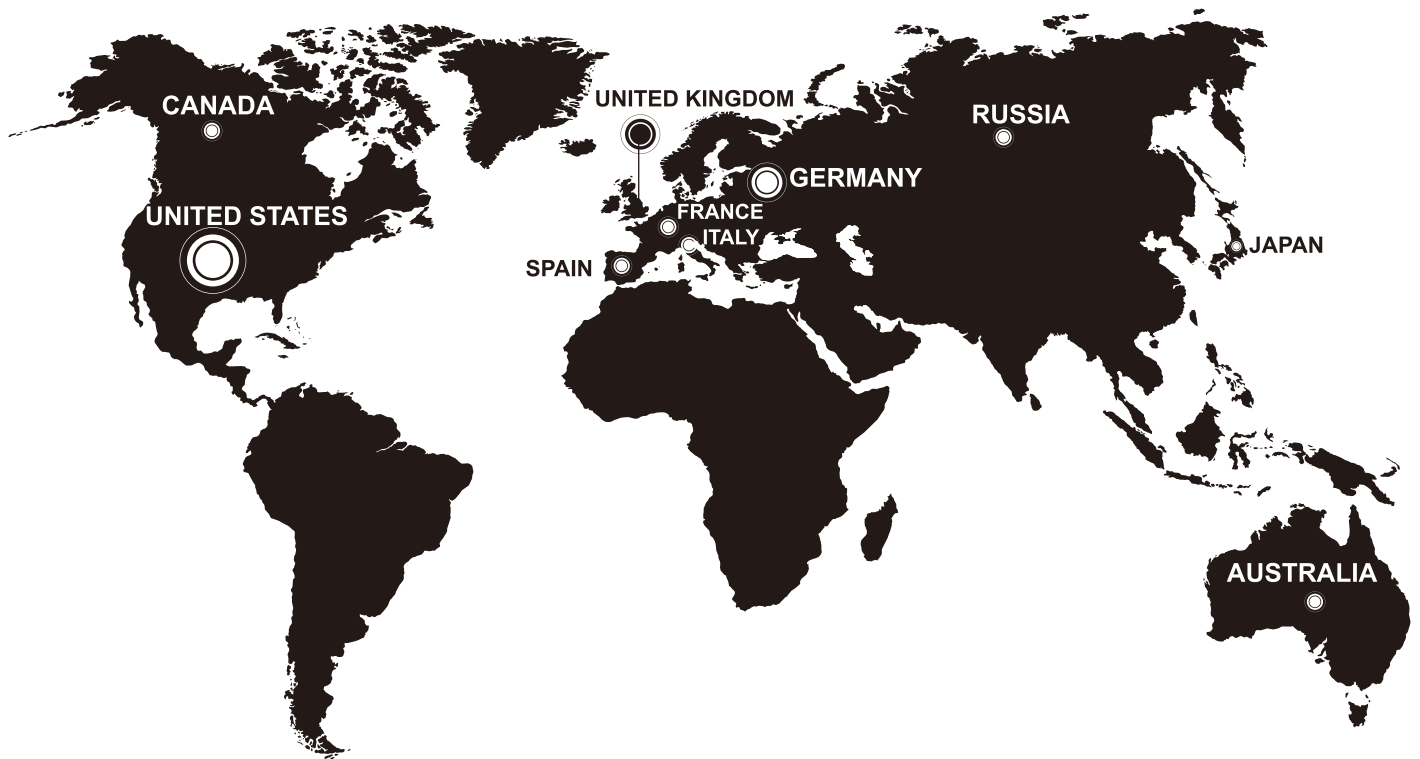 UNITED KINGDOM
CANADA
RUSSIA
GERMANY
FRANCE
UNITED STATES
ITALY
JAPAN
SPAIN
AUSTRALIA